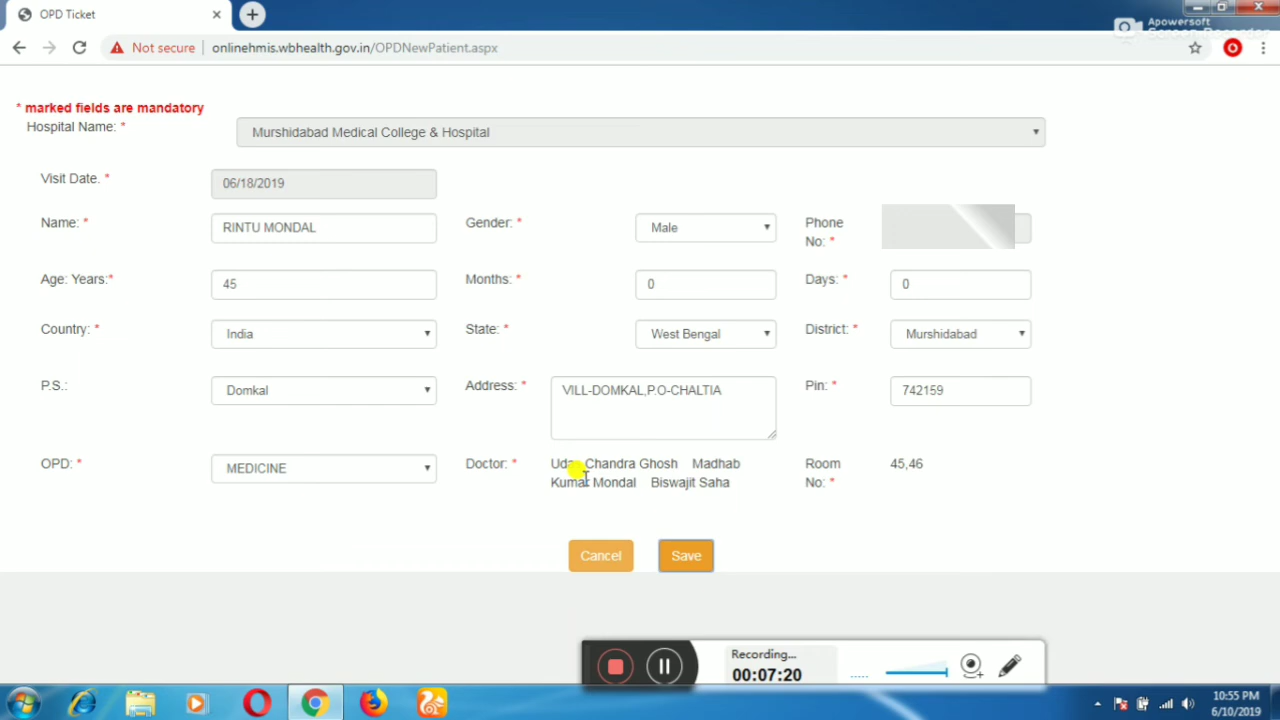 OPD Ticket
Apowersoft
Screen Recorder
Not secure onlinehmis.wbhealth.gov.in/OPDNewPatient.aspx
* marked fields are mandatory
Hospital Name: * Murshidabad Medical College & Hospital
Visit Date. * 06/18/2019
Name: * RINTU MONDAL Gender: * Male Phone No: *
Age: Years:* 45 Months: * 0 Days: * 0
Country: * India State: * West Bengal District: * Murshidabad
P.S.: Domkal Address: * VILL-DOMKAL,P.O-CHALTIA Pin: * 742159
OPD: * MEDICINE Doctor: * Chandra Ghosh Madhab Room 45,46
Kumar Mondal Biswajit Saha No: *
Cancel Save
Recording...
00:07:20
10:55 PM
6/10/2019